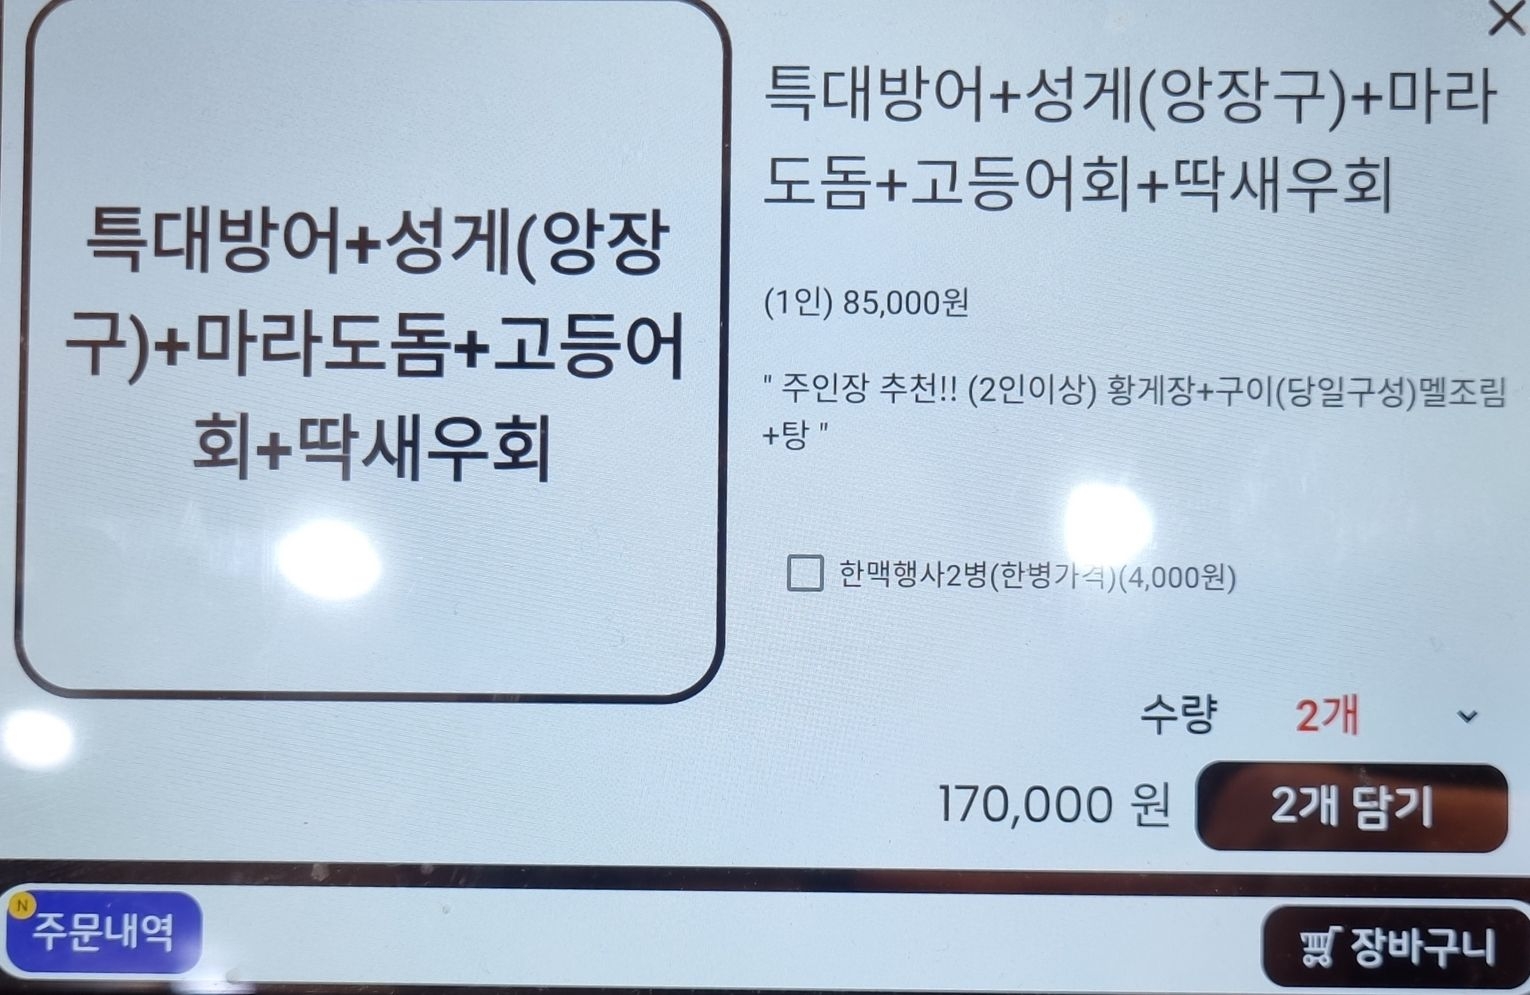 특대방어+성게(앙장
구)+마라도돔+고등어
회+딱새우회
특대방어+성게(앙장구)+마라
도돔+고등어회+딱새우회
(1인) 85,000원
" 주인장 추천!! (2인이상) 황게장+구이(당일구성)멜조림
+탕 "
한맥행사2병(한병가격)(4,000원)
수량 2개
170,000 원 2개 담기
N
주문내역
장바구니